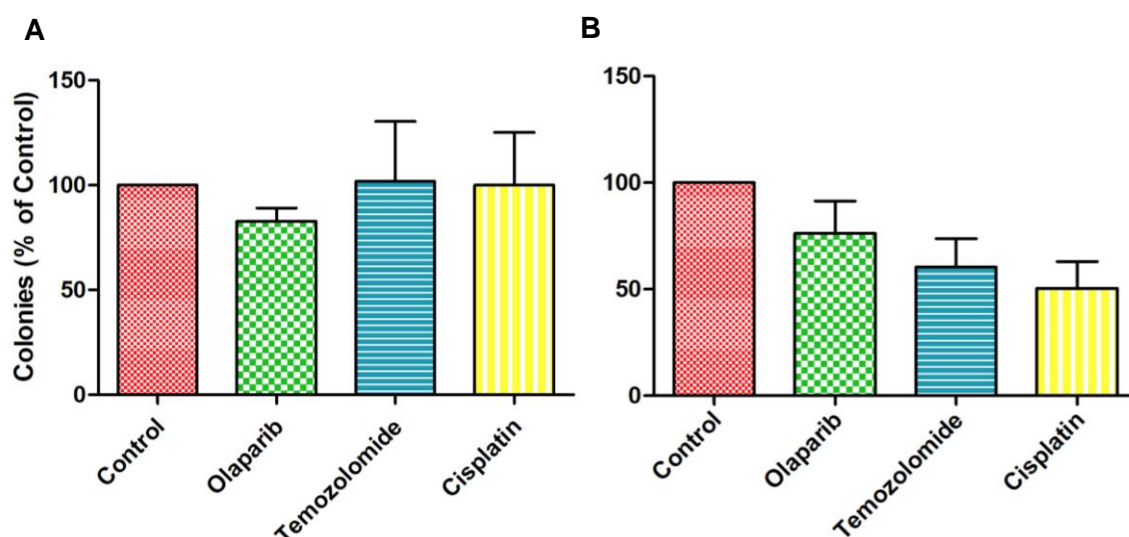 A
Colonies (% of Control)
150
100
50
0
Control
Olaparib
Temozolomide
Cisplatin
B
150
100
50
0
Control
Olaparib
Temozolomide
Cisplatin